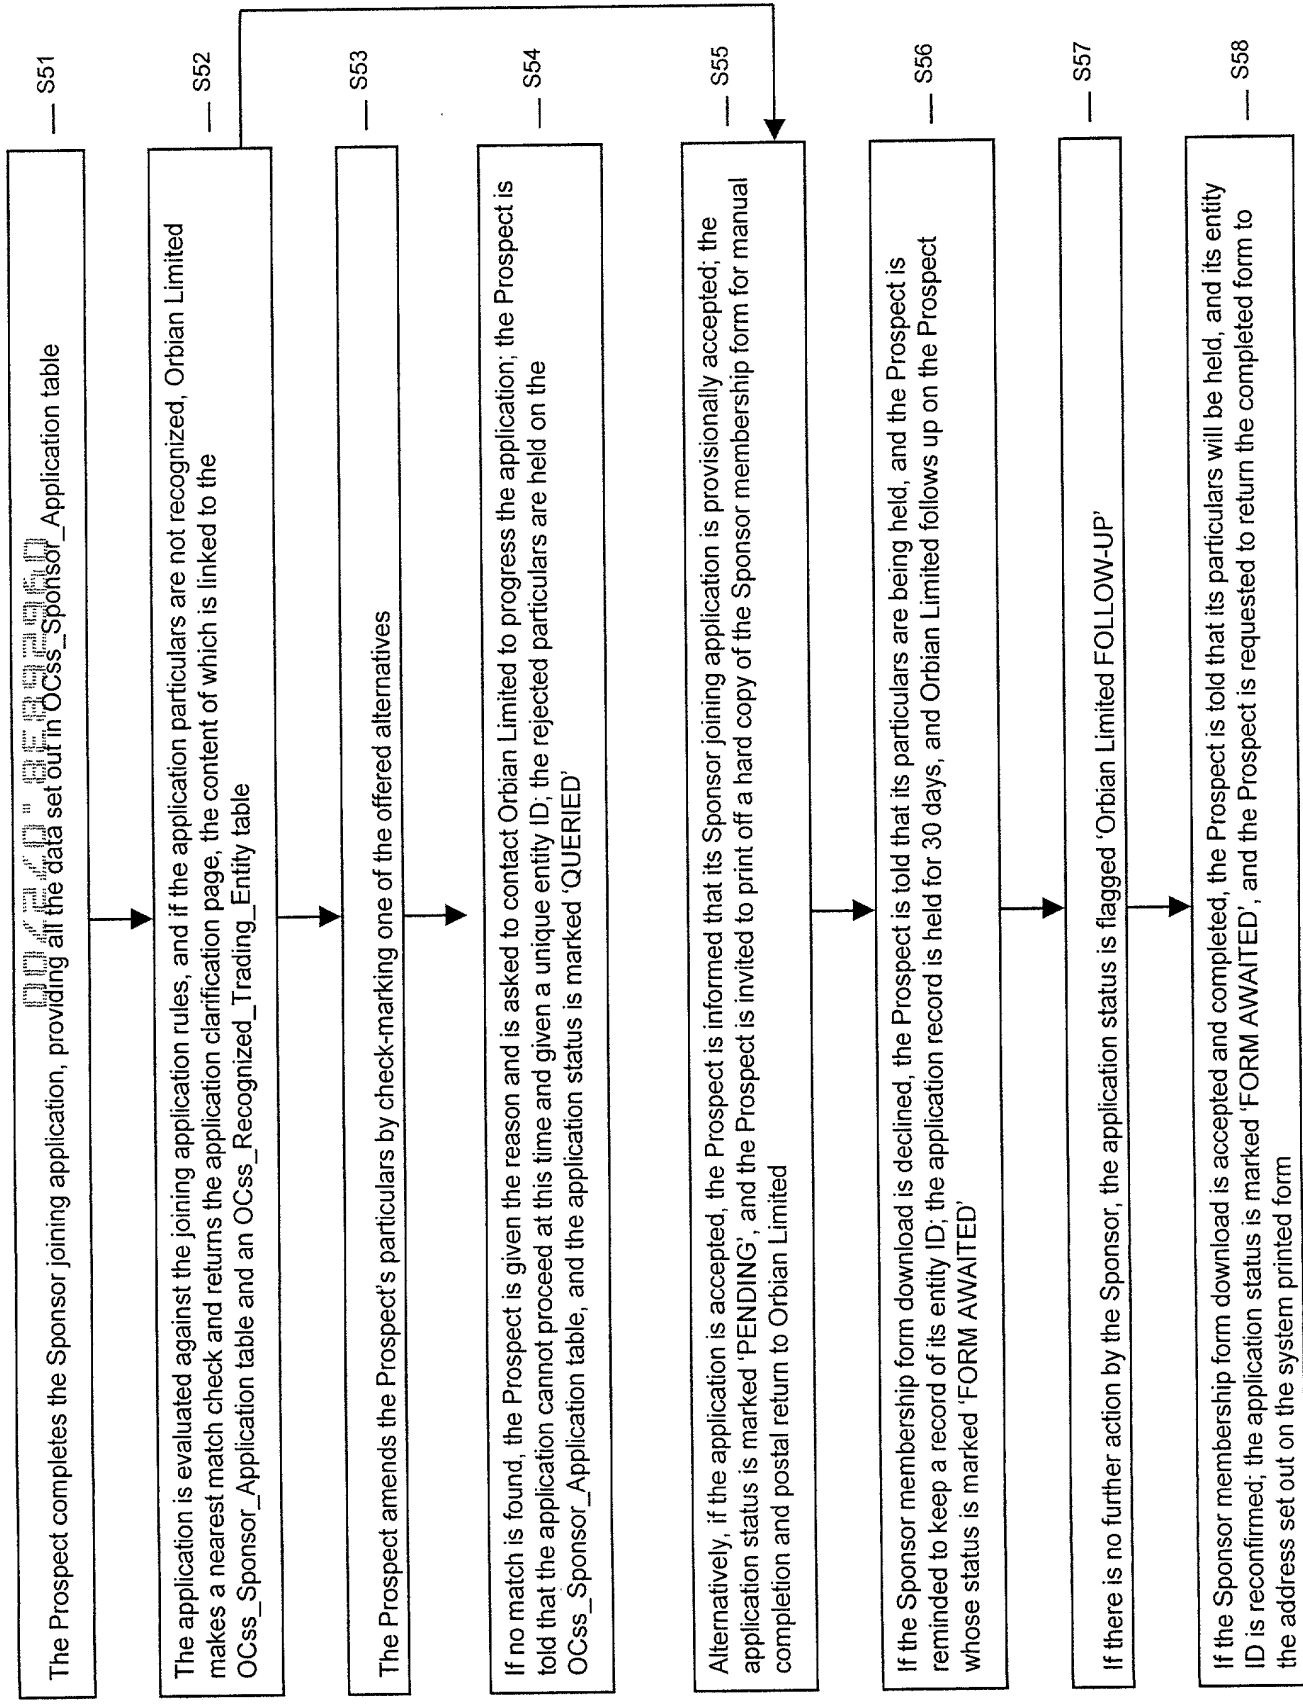 The Prospect completes the Sponsor joining application, providing all the data set out in OCss_Sponsor_Application table
— S51
The application is evaluated against the joining application rules, and if the application particulars are not recognized, Orbian Limited
makes a nearest match check and returns the application clarification page, the content of which is linked to the
OCss_Sponsor_Application table and an OCss_Recognized_Trading_Entity table
— S52
The Prospect amends the Prospect's particulars by check-marking one of the offered alternatives
— S53
If no match is found, the Prospect is given the reason and is asked to contact Orbian Limited to progress the application; the Prospect is
told that the application cannot proceed at this time and given a unique entity ID; the rejected particulars are held on the
OCss_Sponsor_Application table, and the application status is marked 'QUERIED'
— S54
Alternatively, if the application is accepted, the Prospect is informed that its Sponsor joining application is provisionally accepted; the
application status is marked 'PENDING', and the Prospect is invited to print off a hard copy of the Sponsor membership form for manual
completion and postal return to Orbian Limited
— S55
If the Sponsor membership form download is declined, the Prospect is told that its particulars are being held, and the Prospect is
reminded to keep a record of its entity ID; the application record is held for 30 days, and Orbian Limited follows up on the Prospect
whose status is marked 'FORM AWAITED'
— S56
If there is no further action by the Sponsor, the application status is flagged 'Orbian Limited FOLLOW-UP'
— S57
If the Sponsor membership form download is accepted and completed, the Prospect is told that its particulars will be held, and its entity
ID is reconfirmed; the application status is marked 'FORM AWAITED', and the Prospect is requested to return the completed form to
the address set out on the system printed form
— S58